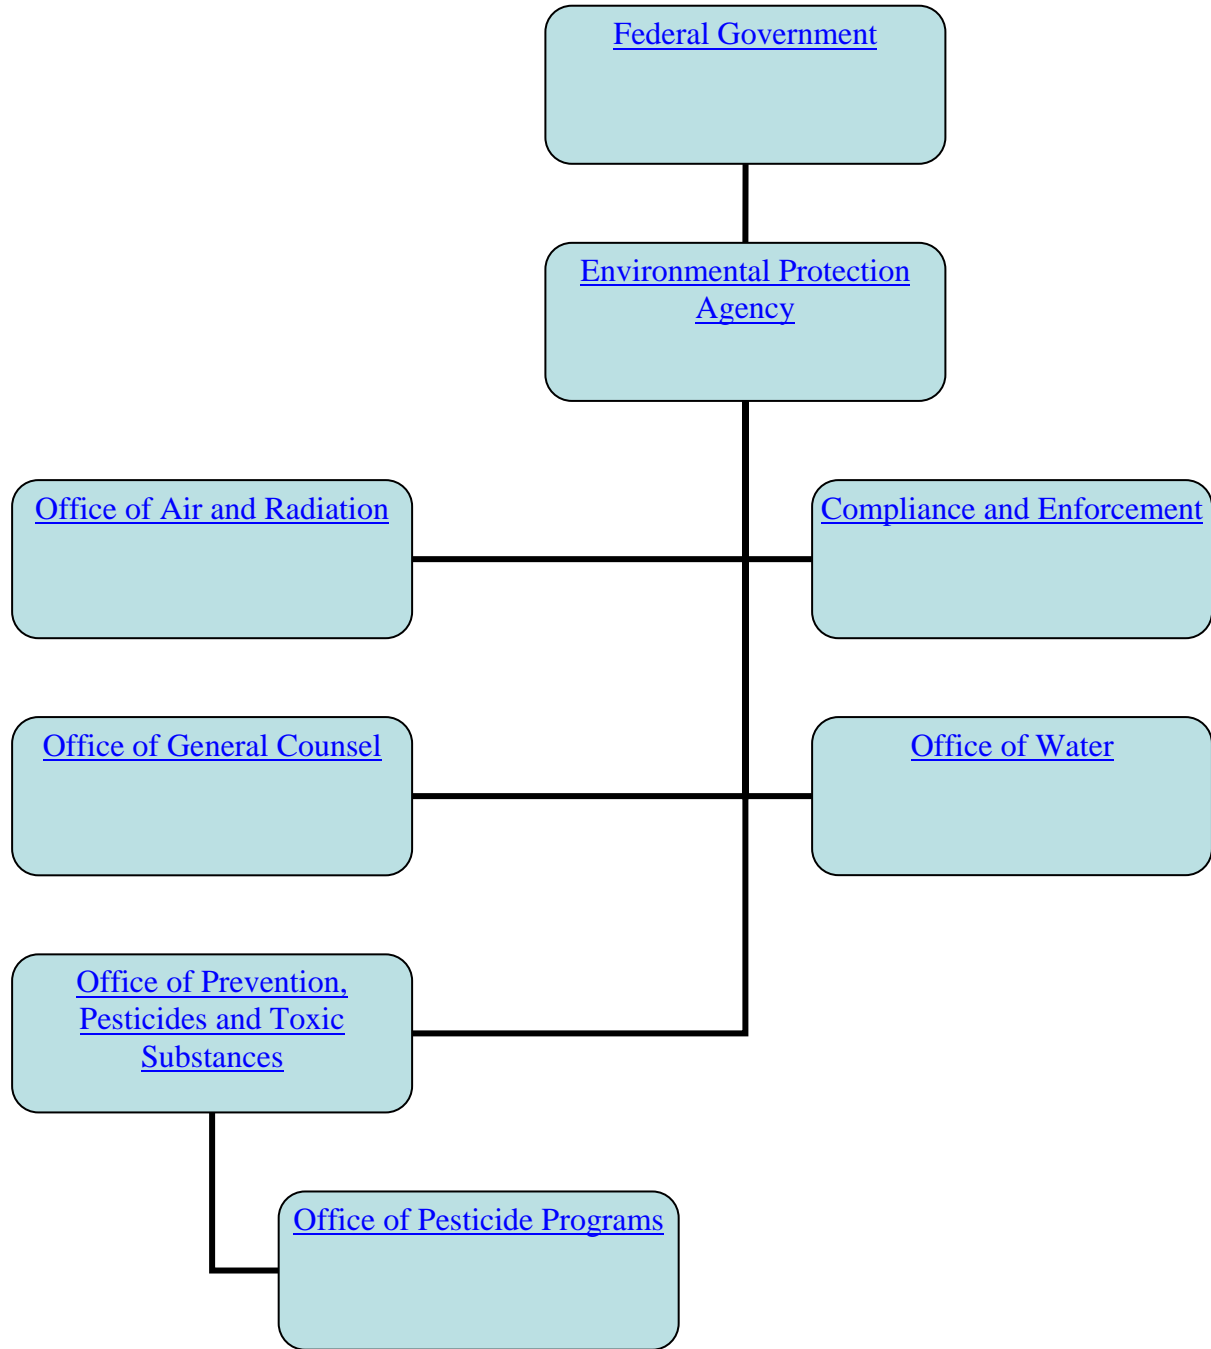 Federal Government
Environmental Protection
Agency
Office of Air and Radiation
Compliance and Enforcement
Office of General Counsel
Office of Water
Office of Prevention,
Pesticides and Toxic
Substances
Office of Pesticide Programs